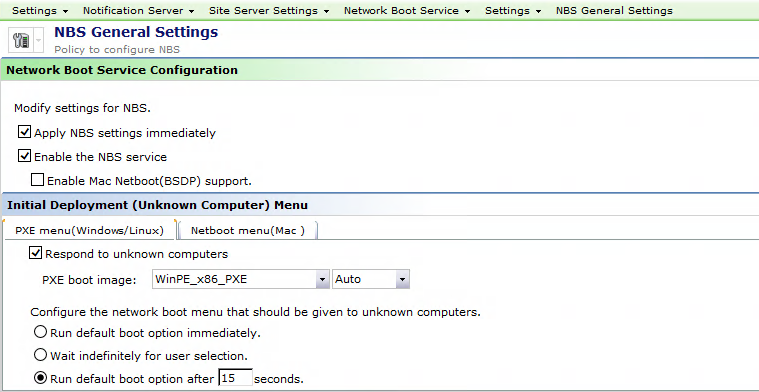 Settings Notification Server Site Server Settings Network Boot Service Settings NBS General Settings
NBS General Settings
Policy to configure NBS
Network Boot Service Configuration
Modify settings for NBS.
Apply NBS settings immediately
Enable the NBS service
Enable Mac Netboot(BSDP) support.
Initial Deployment (Unknown Computer) Menu
PXE menu(Windows/Linux) Netboot menu(Mac )
Respond to unknown computers
PXE boot image: WinPE_x86_PXE Auto
Configure the network boot menu that should be given to unknown computers.
Run default boot option immediately.
Wait indefinitely for user selection.
Run default boot option after 15 seconds.